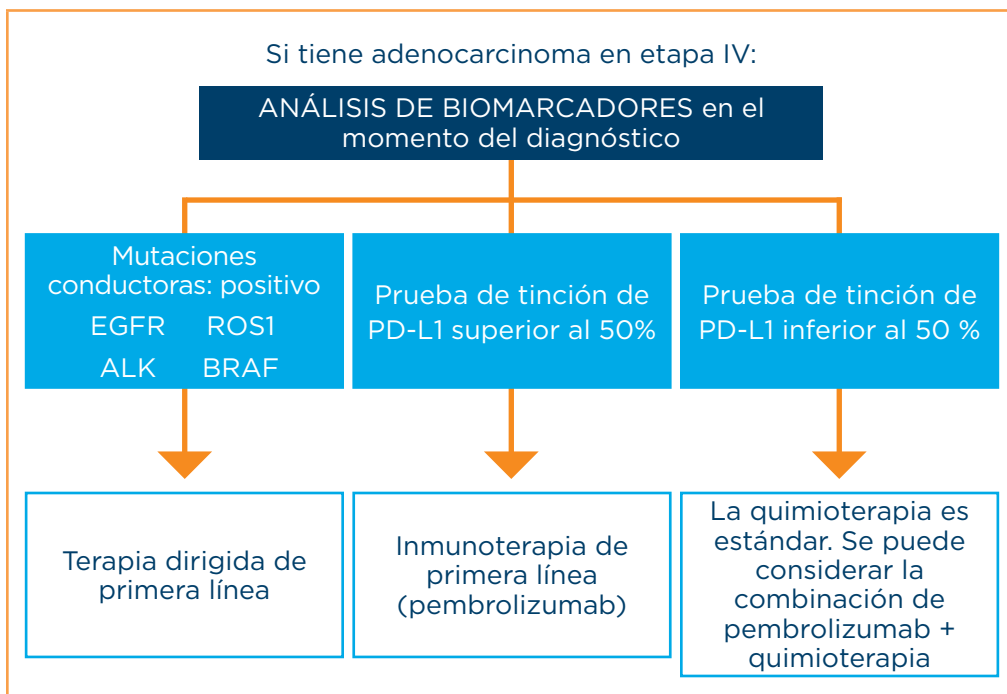 Si tiene adenocarcinoma en etapa IV:
ANÁLISIS DE BIOMARCADORES en el
momento del diagnóstico
Mutaciones
conductoras: positivo
EGFR ROS1
ALK BRAF
Prueba de tinción de
PD-L1 superior al 50%
Prueba de tinción de
PD-L1 inferior al 50 %
Terapia dirigida de
primera línea
Inmunoterapia de
primera línea
(pembrolizumab)
La quimioterapia es
estándar. Se puede
considerar la
combinación de
pembrolizumab +
quimioterapia